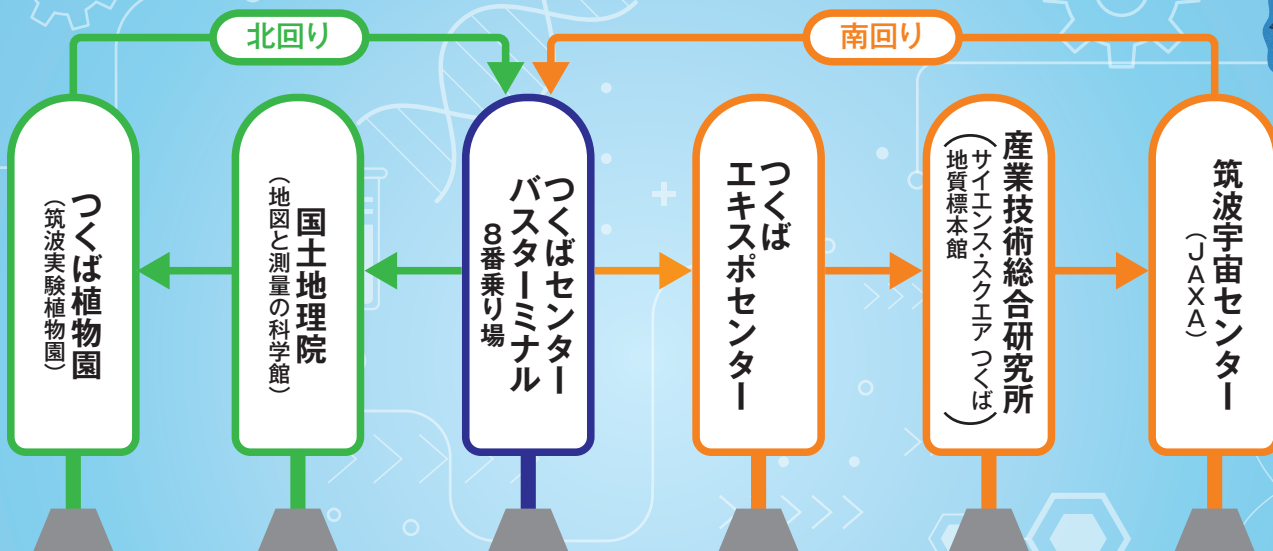 北回り
南回り
つくば植物園
（筑波実験植物園）
国土地理院
（地図と測量の科学館）
つくばセンター
バスターミナル
8番乗り場
つくば
エキスポセンター
産業技術総合研究所
（サイエンス・スクエア つくば
地質標本館）
筑波宇宙センター
（JAXA）